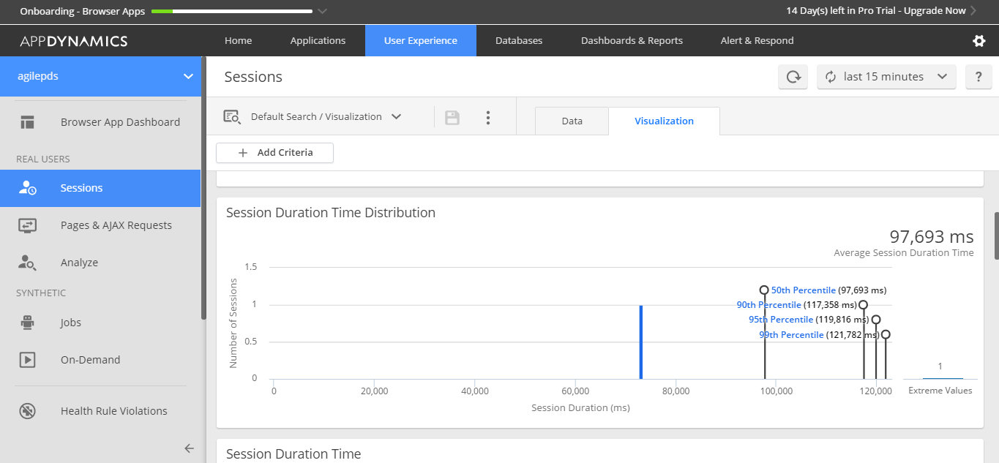 Onboarding - Browser Apps
14 Day(s) left in Pro Trial - Upgrade Now
APPDYNAMICS
Home
Applications
User Experience
Databases
Dashboards & Reports
Alert & Respond
agilepds
Browser App Dashboard
REAL USERS
Sessions
Pages & AJAX Requests
Analyze
SYNTHETIC
Jobs
On-Demand
Health Rule Violations
Sessions
last 15 minutes
?
Default Search / Visualization
Data
Visualization
+ Add Criteria
Session Duration Time Distribution
97,693 ms
Average Session Duration Time
Number of Sessions
1.5
1
0.5
0
50th Percentile (97,693 ms)
90th Percentile (117,358 ms)
95th Percentile (119,816 ms)
99th Percentile (121,782 ms)
1
0
20,000
40,000
60,000
80,000
100,000
120,000
Extreme Values
Session Duration (ms)
Session Duration Time